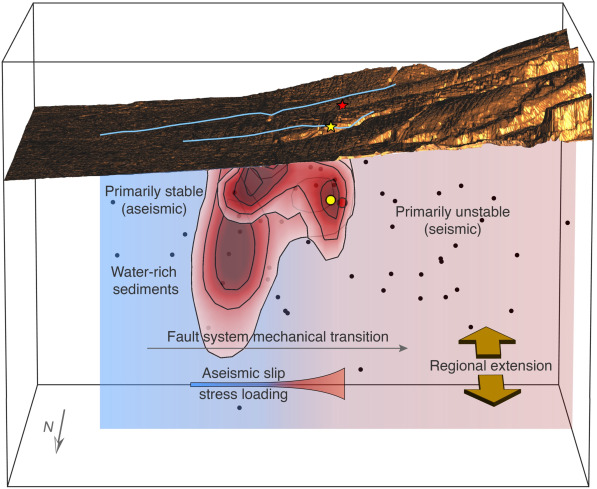 Primarily stable
(aseismic)
Primarily unstable
(seismic)
Water-rich
sediments
Fault system mechanical transition
Regional extension
Aseismic slip
stress loading
N